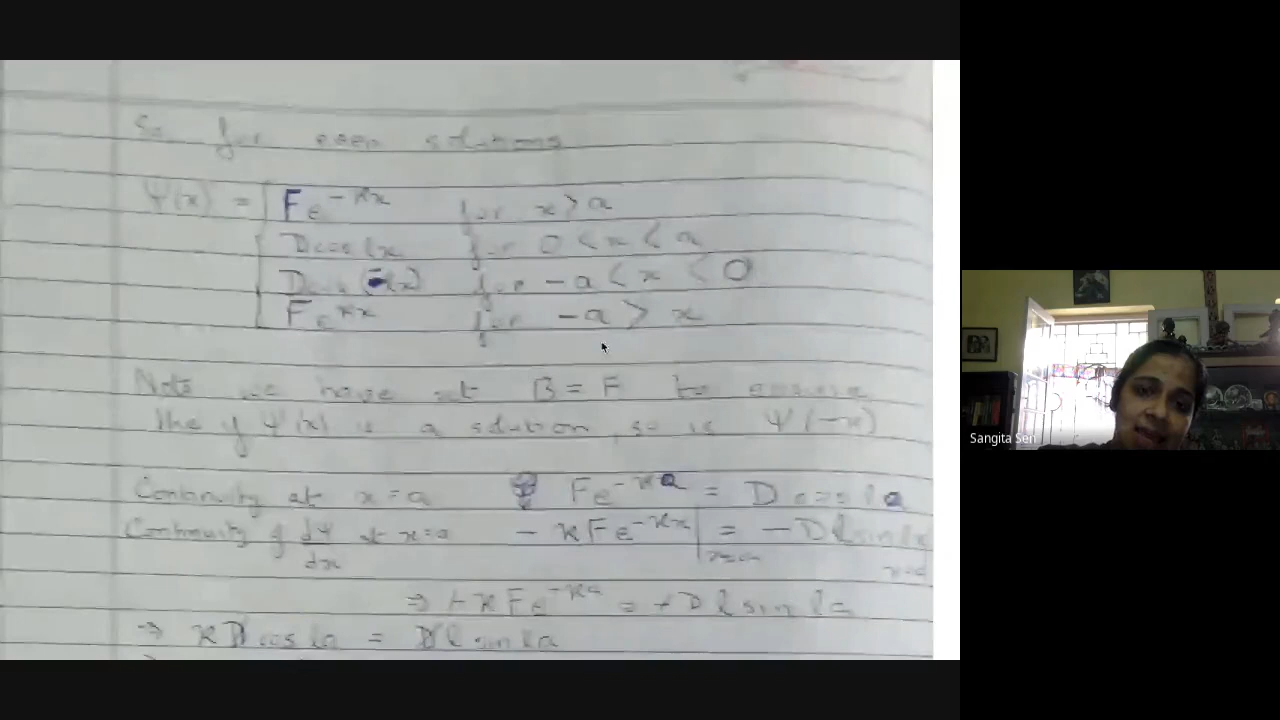 So for even solutions
Ψ(x) = { Fe^{-κx} for x > a
D cos lx for 0 < x < a
D cos (-lx) for -a < x < 0
Fe^{κx} for -a > x
Note we have set B = F to ensure
the if Ψ(x) is a solution, so is Ψ(-x)
Continuity at x = a Fe^{-κa} = D cos la
Continuity of dΨ/dx at x = a - κFe^{-κx}|_{x=a} = -Dl sin lx|_{x=a}
⇒ +κFe^{-κa} = +Dl sin la
⇒ κD cos la = Dl sin la
Sangita Sen